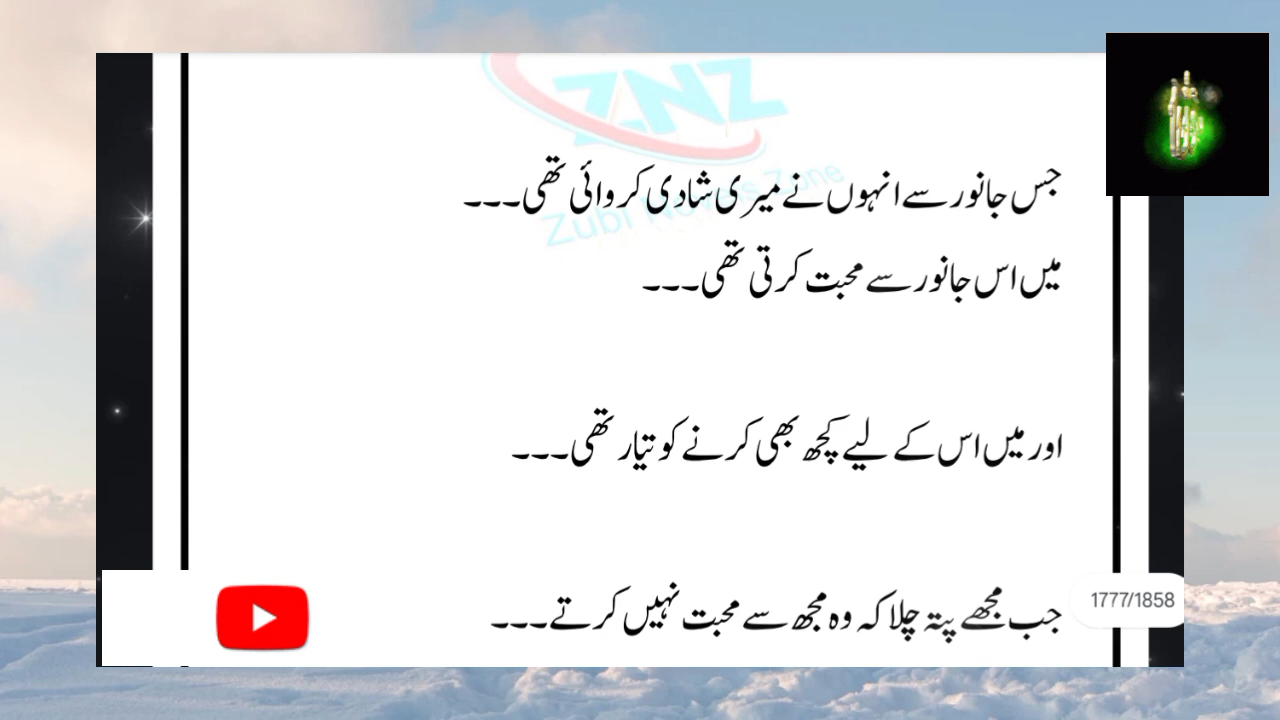 ZNZ
Zubi Novels Zone
جس جانور سے انہوں نے میری شادی کروائی تھی۔۔۔
میں اس جانور سے محبت کرتی تھی۔۔۔
اور میں اس کے لیے کچھ بھی کرنے کو تیار تھی۔۔۔
جب مجھے پتہ چلا کہ وہ مجھ سے محبت نہیں کرتے۔۔۔
1777/1858